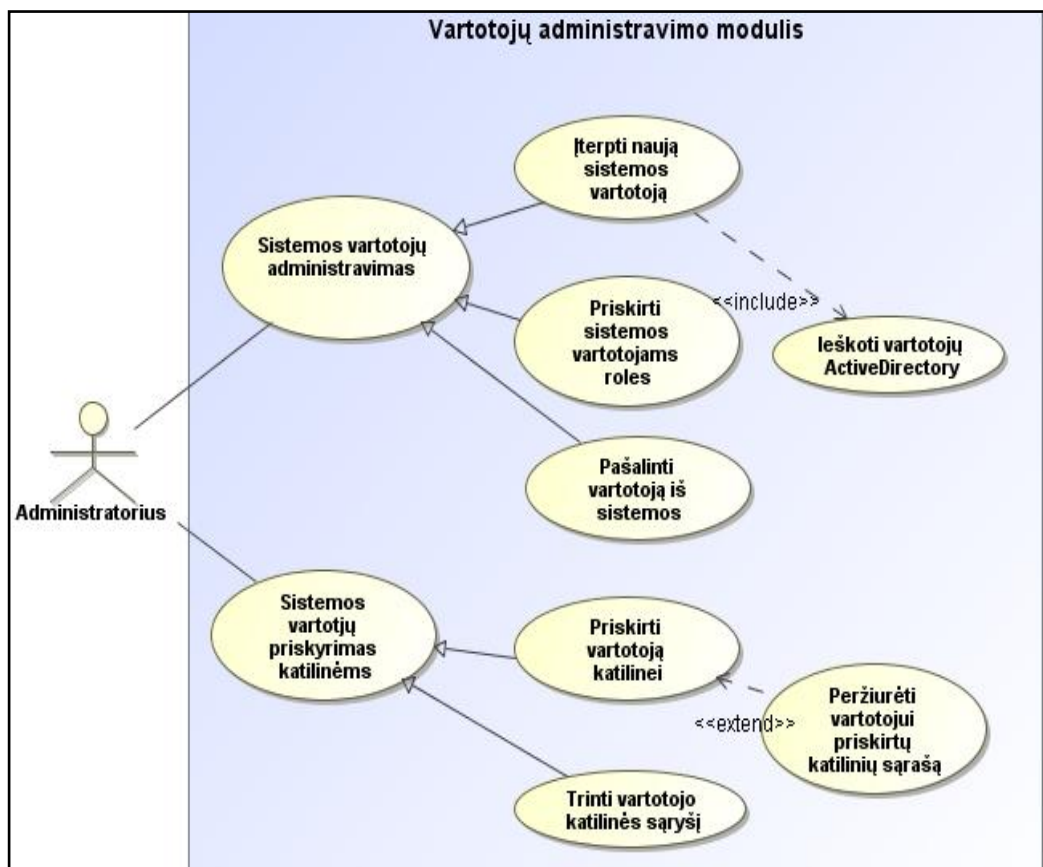 Vartotojų administravimo modulis
Įterpti naują
sistemos
vartotoją
Sistemos vartotojų
administravimas
Priskirti
sistemos
vartotojams
roles
<<include>>
Ieškoti vartotojų
ActiveDirectory
Pašalinti
vartotoją iš
sistemos
Administratorius
Sistemos
vartotjų
priskyrimas
katilinėms
Priskirti
vartotoją
katilinei
<<extend>>
Peržiurėti
vartotojui
priskirtų
katilinių sąrašą
Trinti vartotojo
katilinės sąryšį